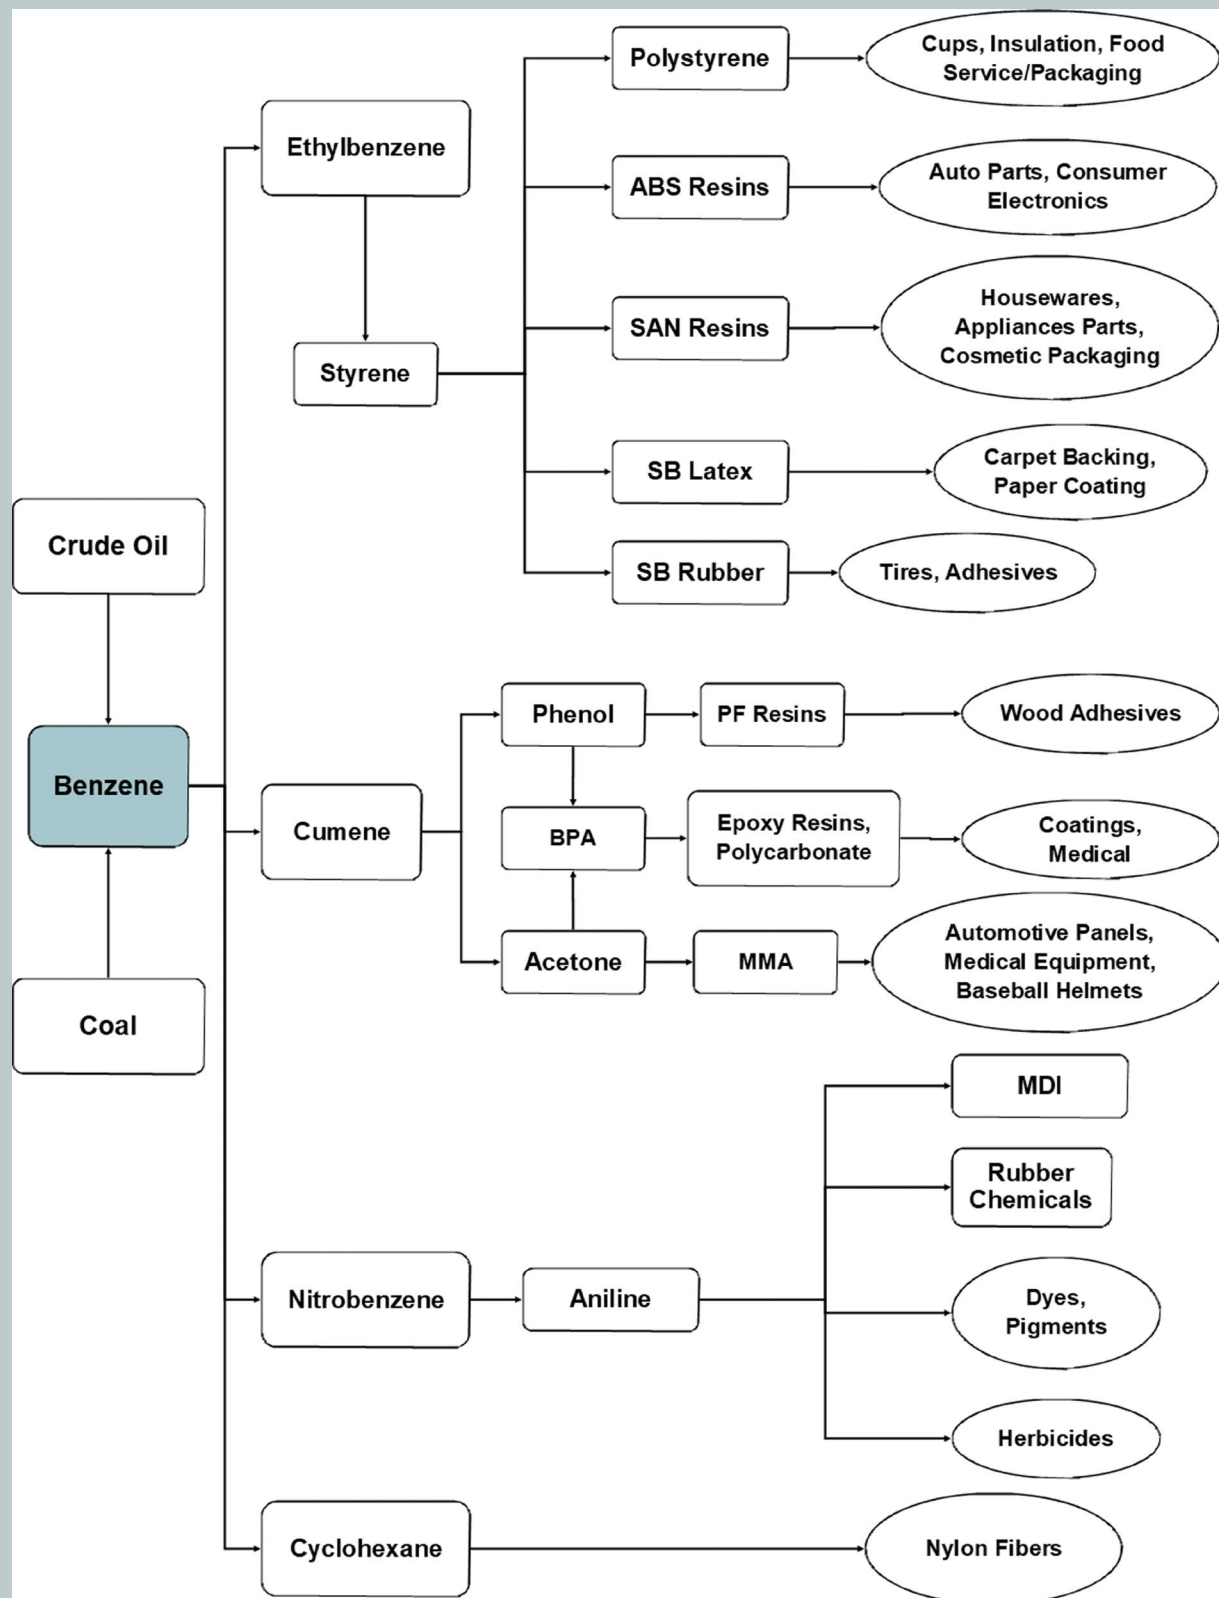 Polystyrene
Cups, Insulation, Food
Service/Packaging
Ethylbenzene
ABS Resins
Auto Parts, Consumer
Electronics
SAN Resins
Housewares,
Appliances Parts,
Cosmetic Packaging
Styrene
SB Latex
Carpet Backing,
Paper Coating
Crude Oil
SB Rubber
Tires, Adhesives
Phenol
PF Resins
Wood Adhesives
Benzene
Cumene
BPA
Epoxy Resins,
Polycarbonate
Coatings,
Medical
Acetone
MMA
Automotive Panels,
Medical Equipment,
Baseball Helmets
Coal
MDI
Rubber
Chemicals
Nitrobenzene
Aniline
Dyes,
Pigments
Herbicides
Cyclohexane
Nylon Fibers